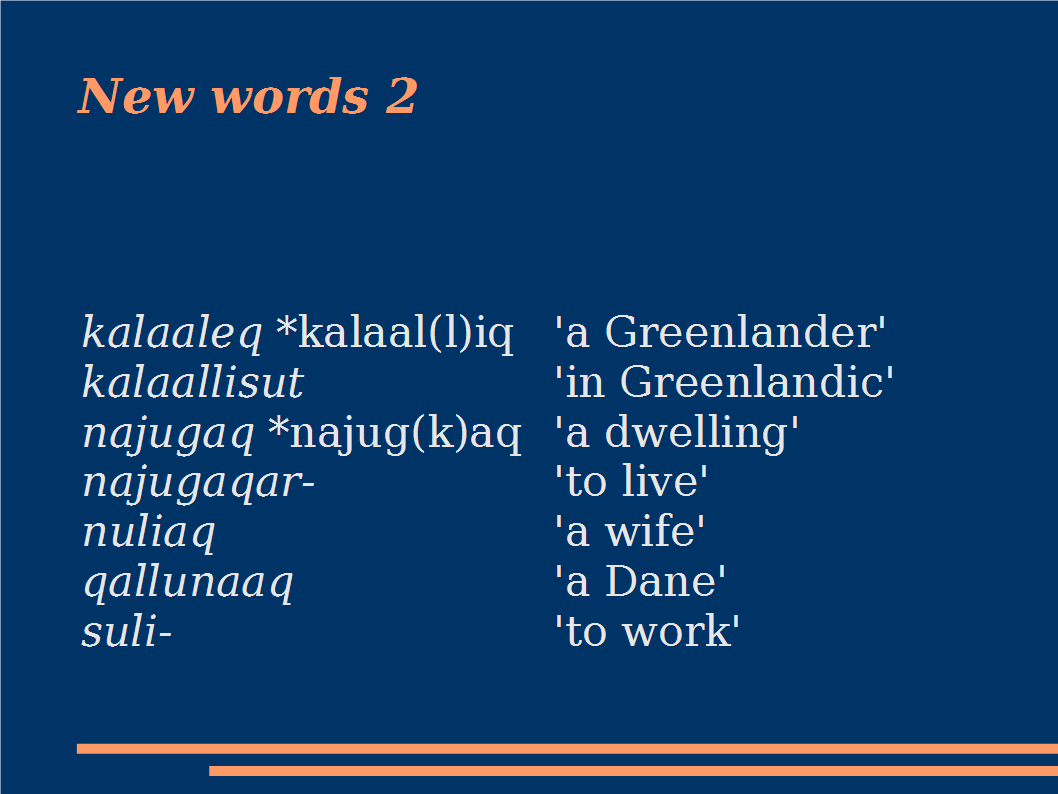 New words 2
kalaaleq *kalaal(l)iq 'a Greenlander'
kalaallisut 'in Greenlandic'
najugaq *najug(k)aq 'a dwelling'
najugaqar- 'to live'
nuliaq 'a wife'
qallunaaq 'a Dane'
suli- 'to work'